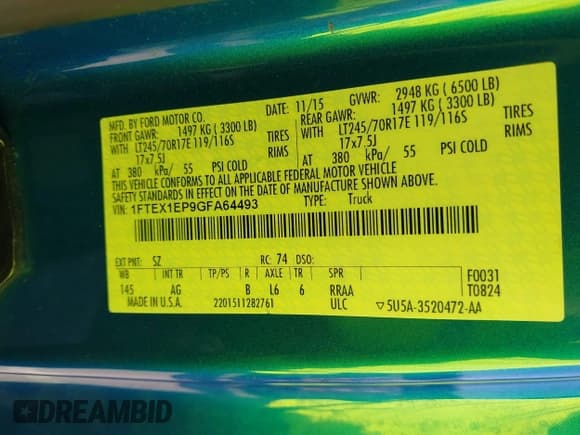 MFD. BY FORD MOTOR CO.
DATE: 11/15 GVWR: 2948 KG ( 6500 LB)
FRONT GAWR: 1497 KG ( 3300 LB) REAR GAWR: 1497 KG ( 3300 LB)
WITH LT245/70R17E 119/116S TIRES WITH LT245/70R17E 119/116S TIRES
17x7.5J RIMS 17x7.5J RIMS
AT 380 kPa/ 55 PSI COLD AT 380 kPa/ 55 PSI COLD
THIS VEHICLE CONFORMS TO ALL APPLICABLE FEDERAL MOTOR VEHICLE
SAFETY STANDARDS IN EFFECT ON THE DATE OF MANUFACTURE SHOWN ABOVE.
VIN: 1FTEX1EP9GFA64493 TYPE: Truck
EXT PNT: SZ RC: 74 DSO:
WB INT TR TP/PS R AXLE TR SPR F0031
145 AG B L6 6 RRAA T0824
MADE IN U.S.A. 2201511282761 ULC ▽5U5A-3520472-AA
DREAMBID